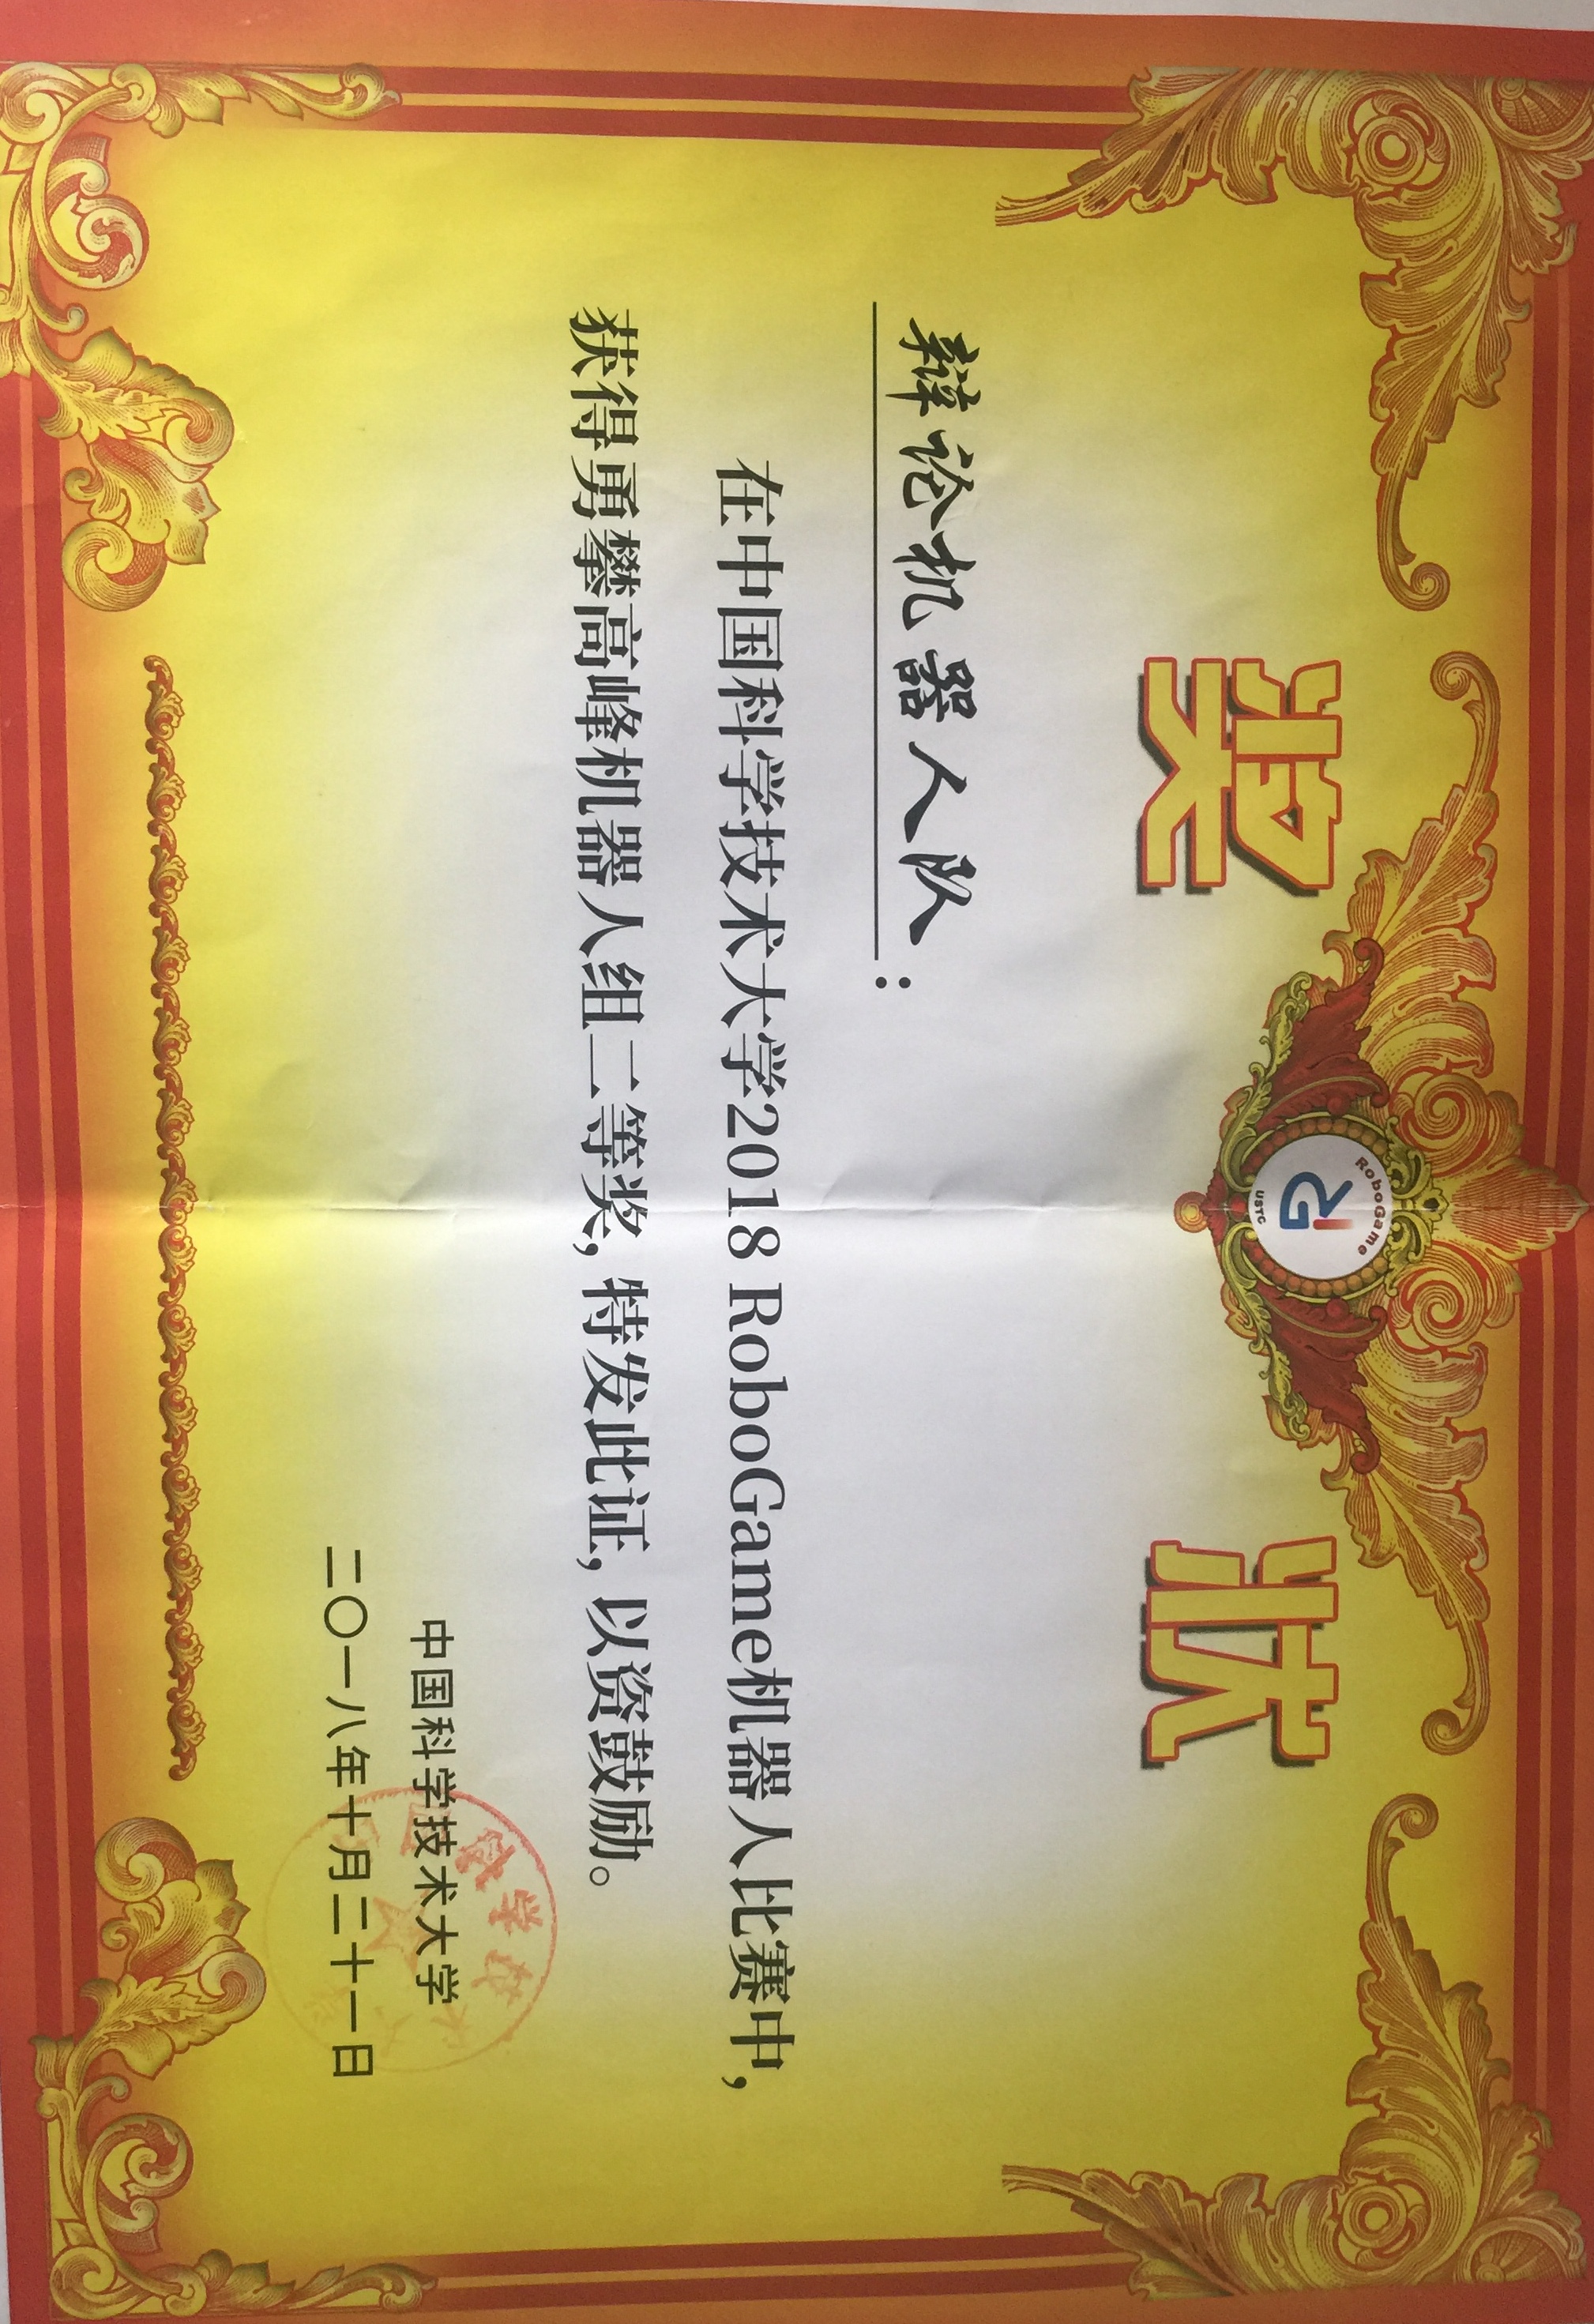 奖 状
RoboGame
RG
USTC
辩论机器人队:
在中国科学技术大学2018 RoboGame机器人比赛中,
获得勇攀高峰机器人组二等奖, 特发此证, 以资鼓励。
中国科学技术大学
二〇一八年十月二十一日